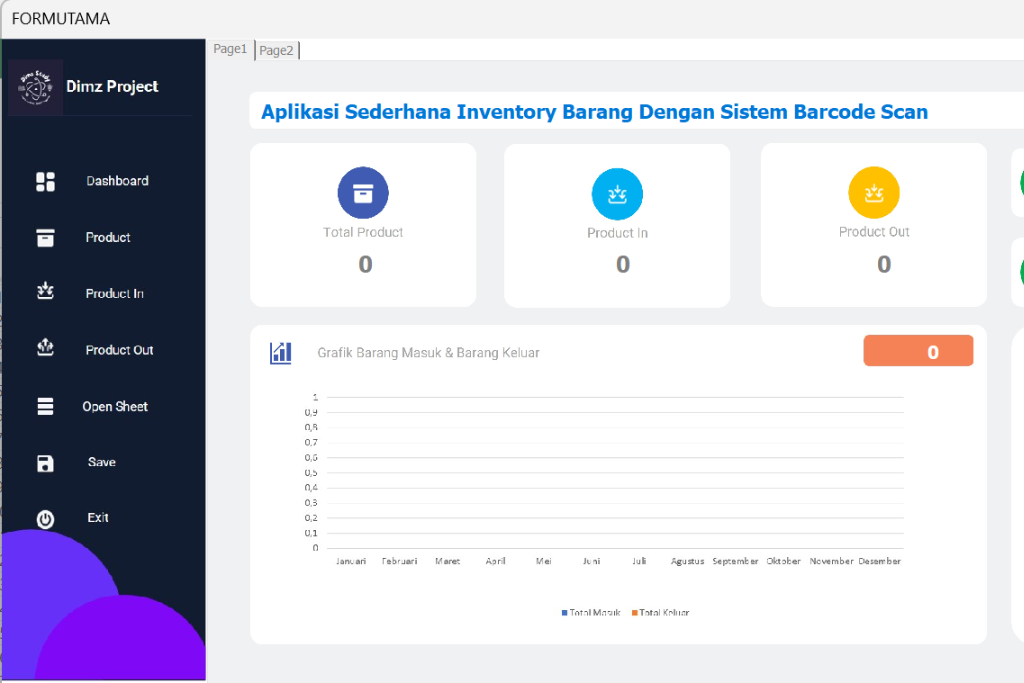 FORMUTAMA
Page1 Page2
Dimz Project
Dashboard
Product
Product In
Product Out
Open Sheet
Save
Exit
Aplikasi Sederhana Inventory Barang Dengan Sistem Barcode Scan
Total Product
0
Product In
0
Product Out
0
Grafik Barang Masuk & Barang Keluar
0
1
0,9
0,8
0,7
0,6
0,5
0,4
0,3
0,2
0,1
0
Januari Februari Maret April Mei Juni Juli Agustus September Oktober November Desember
Total Masuk Total Keluar